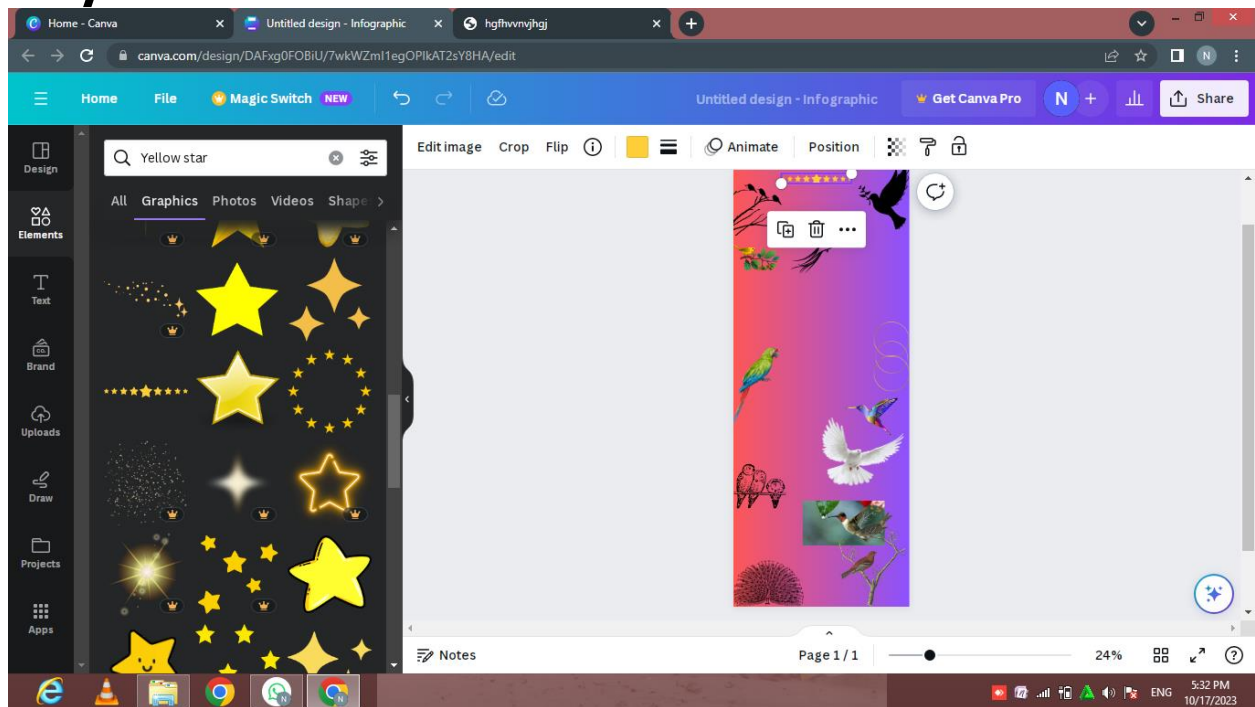 Home - Canva
Untitled design - Infographic
hgfhvvnvjhgj
canva.com/design/DAFxg0FOBiU/7wkWZmI1egOPIkAT2sY8HA/edit
Home File Magic Switch NEW Untitled design - Infographic Get Canva Pro N + Share
Design
Elements
Text
Brand
Uploads
Draw
Projects
Apps
Yellow star
All Graphics Photos Videos Shape
Edit image Crop Flip Animate Position
Notes Page 1 / 1 24%
ENG 5:32 PM
10/17/2023